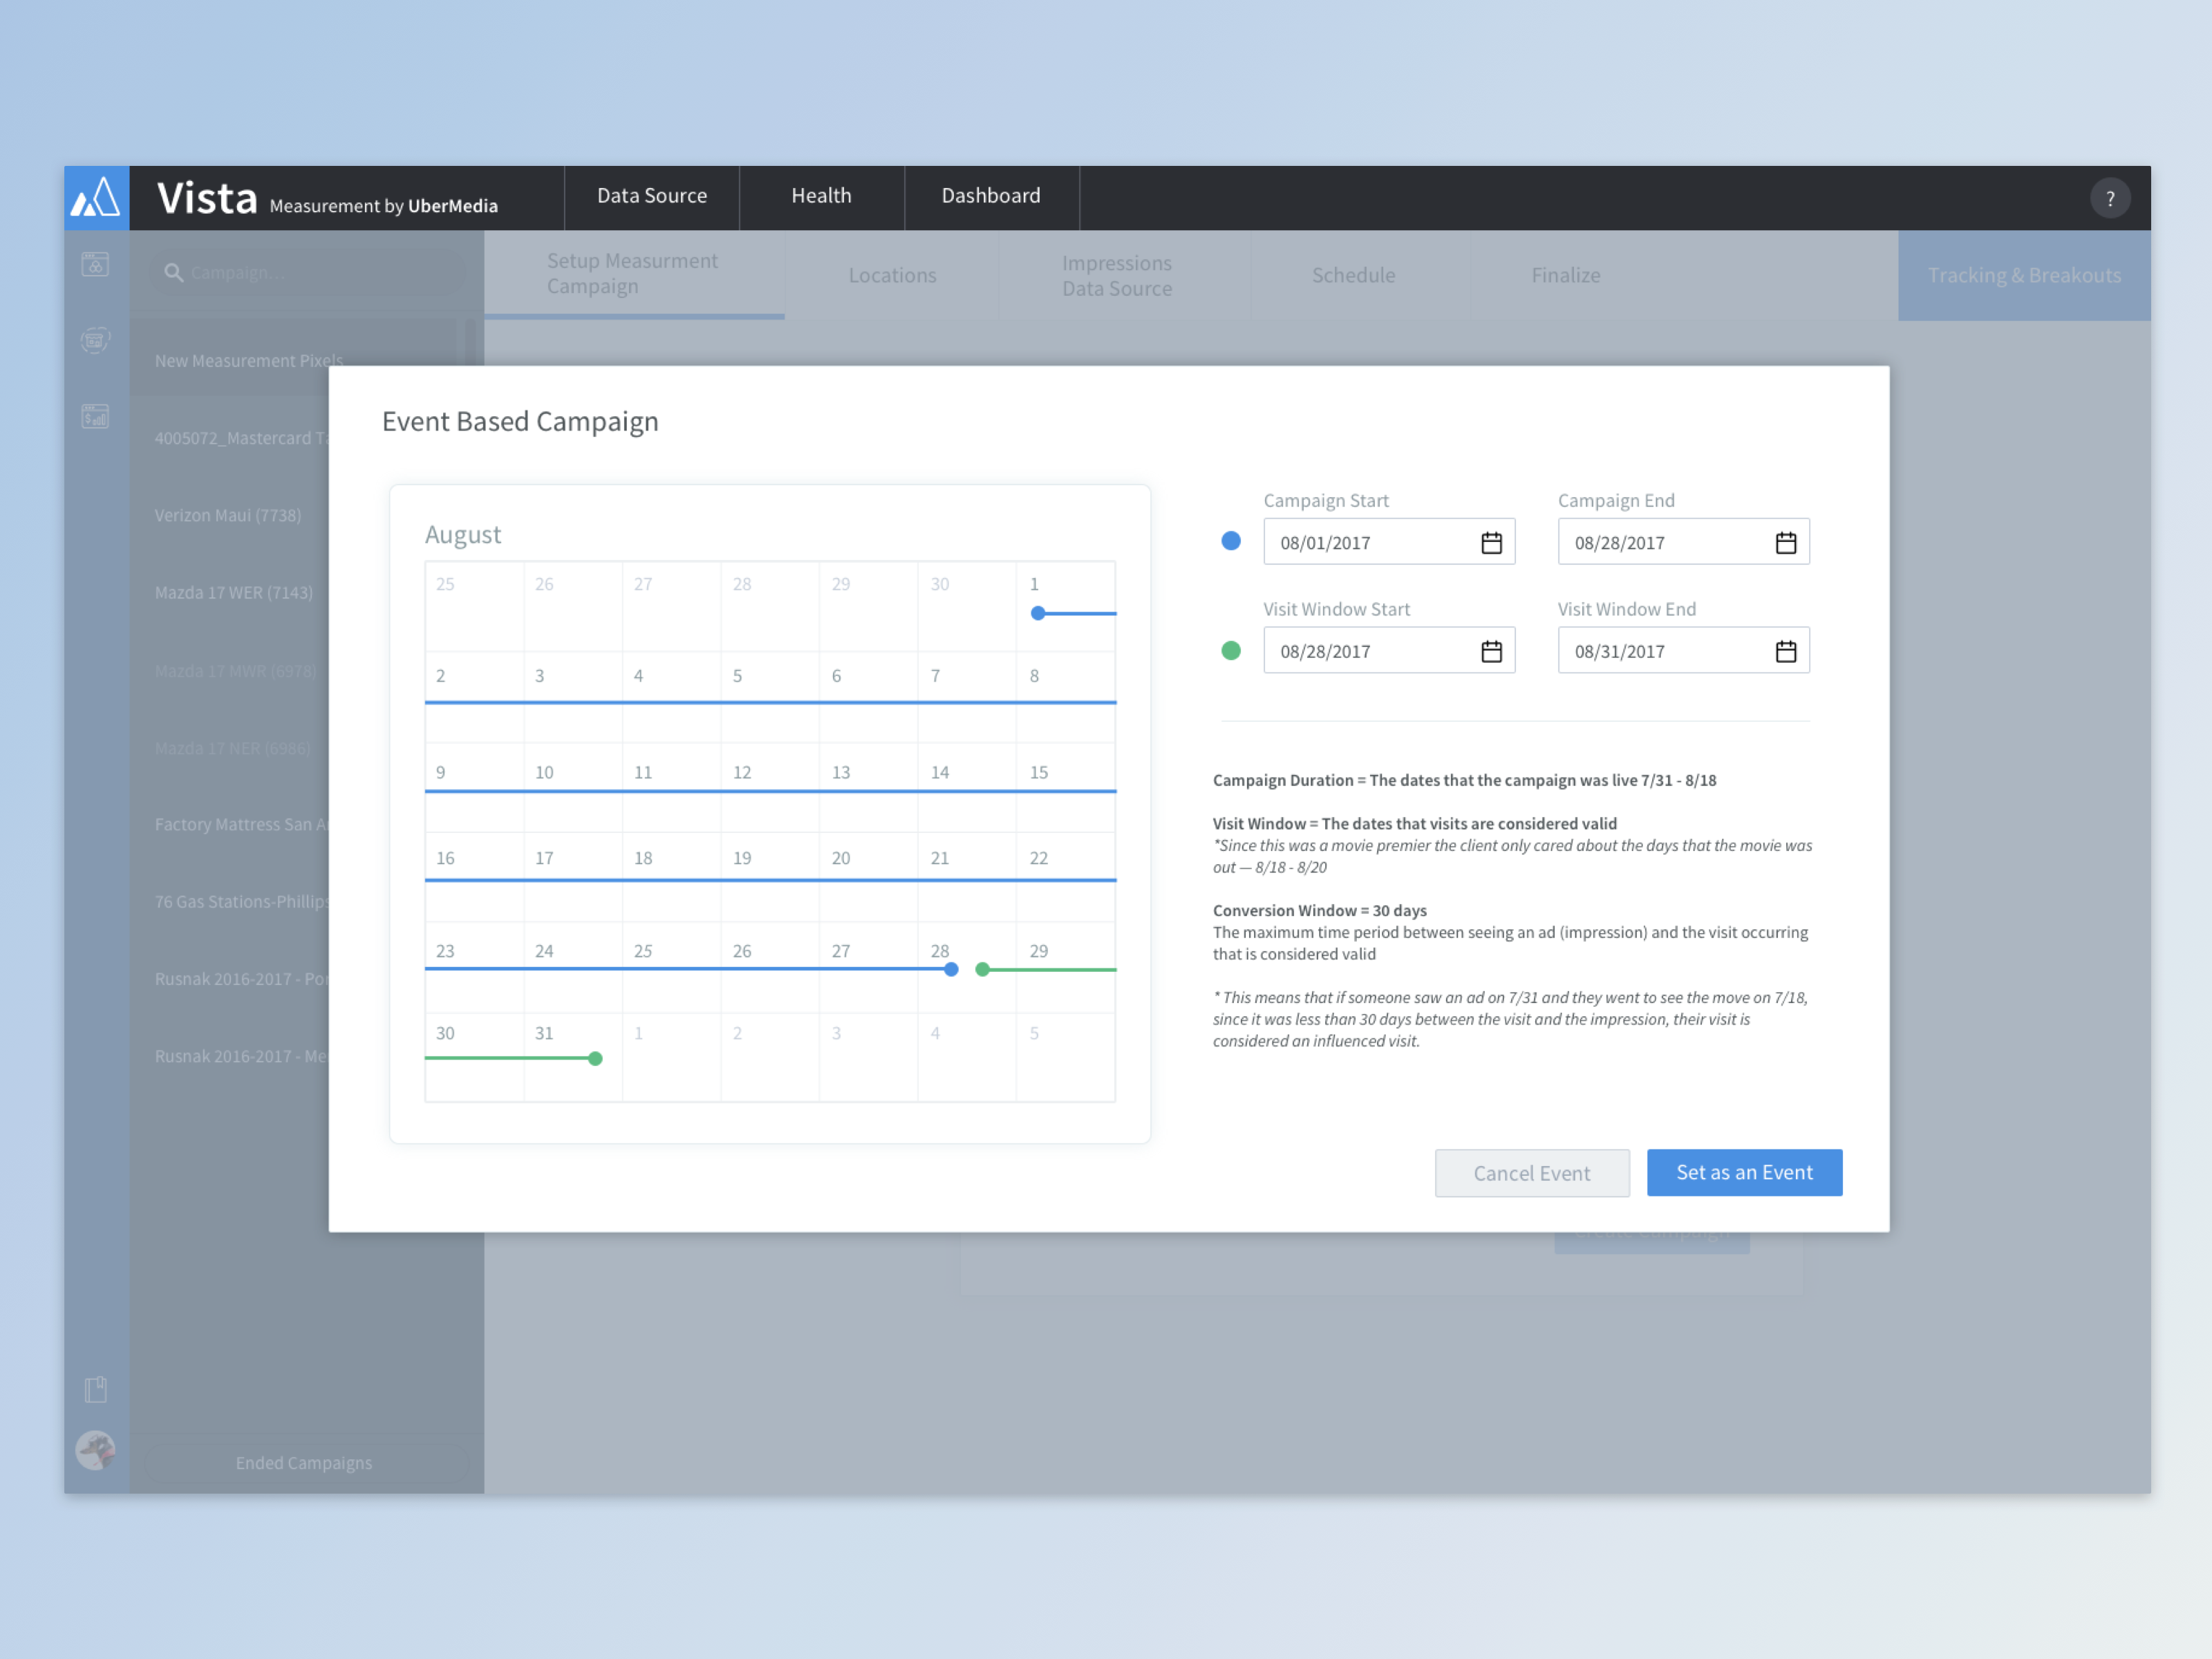 Vista Measurement by UberMedia
Data Source
Health
Dashboard
?
Campaign...
Setup Measurment
Campaign
Locations
Impressions
Data Source
Schedule
Finalize
Tracking & Breakouts
New Measurement Pixels
4005072_Mastercard T
Verizon Maui (7738)
Mazda 17 WER (7143)
Mazda 17 MWR (6978)
Mazda 17 NER (6986)
Factory Mattress San A
76 Gas Stations-Phillips
Rusnak 2016-2017 - Po
Rusnak 2016-2017 - Me
Ended Campaigns
Event Based Campaign
August
25 26 27 28 29 30 1
2 3 4 5 6 7 8
9 10 11 12 13 14 15
16 17 18 19 20 21 22
23 24 25 26 27 28 29
30 31 1 2 3 4 5
Campaign Start
Campaign End
08/01/2017
08/28/2017
Visit Window Start
Visit Window End
08/28/2017
08/31/2017
Campaign Duration = The dates that the campaign was live 7/31 - 8/18
Visit Window = The dates that visits are considered valid
*Since this was a movie premier the client only cared about the days that the movie was
out — 8/18 - 8/20
Conversion Window = 30 days
The maximum time period between seeing an ad (impression) and the visit occurring
that is considered valid
* This means that if someone saw an ad on 7/31 and they went to see the move on 7/18,
since it was less than 30 days between the visit and the impression, their visit is
considered an influenced visit.
Cancel Event
Set as an Event